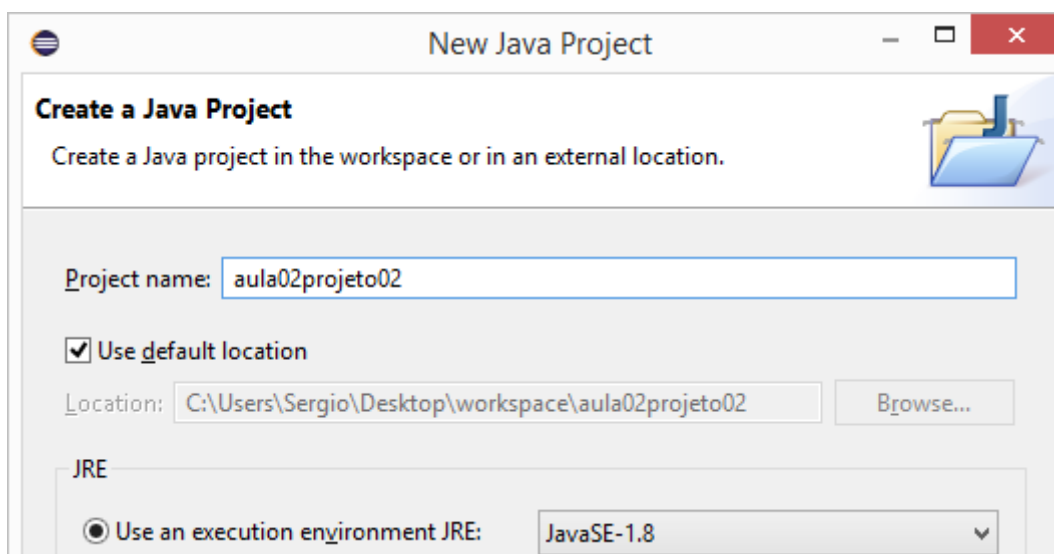 New Java Project
Create a Java Project
Create a Java project in the workspace or in an external location.
Project name: aula02projeto02
Use default location
Location: C:\Users\Sergio\Desktop\workspace\aula02projeto02 Browse...
JRE
Use an execution environment JRE: JavaSE-1.8